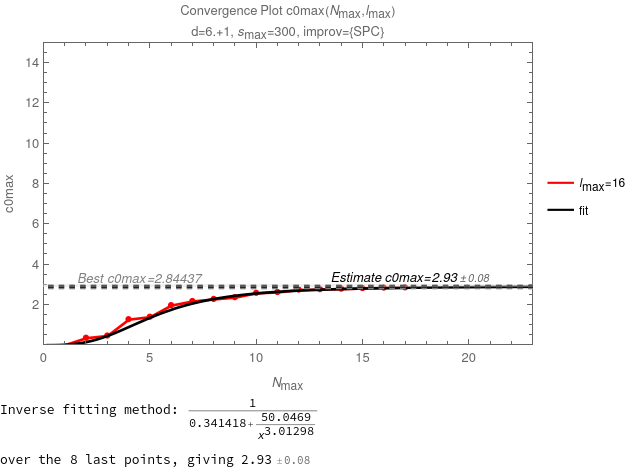 Convergence Plot c0max(Nmax,lmax)
d=6.+1, smax=300, improv={SPC}
14
12
10
8
6
4
2
c0max
Best c0max=2.84437
Estimate c0max=2.93 ±0.08
lmax=16
fit
0 5 10 15 20
Nmax
Inverse fitting method: 1
0.341418+ 50.0469
x3.01298
over the 8 last points, giving 2.93 ±0.08